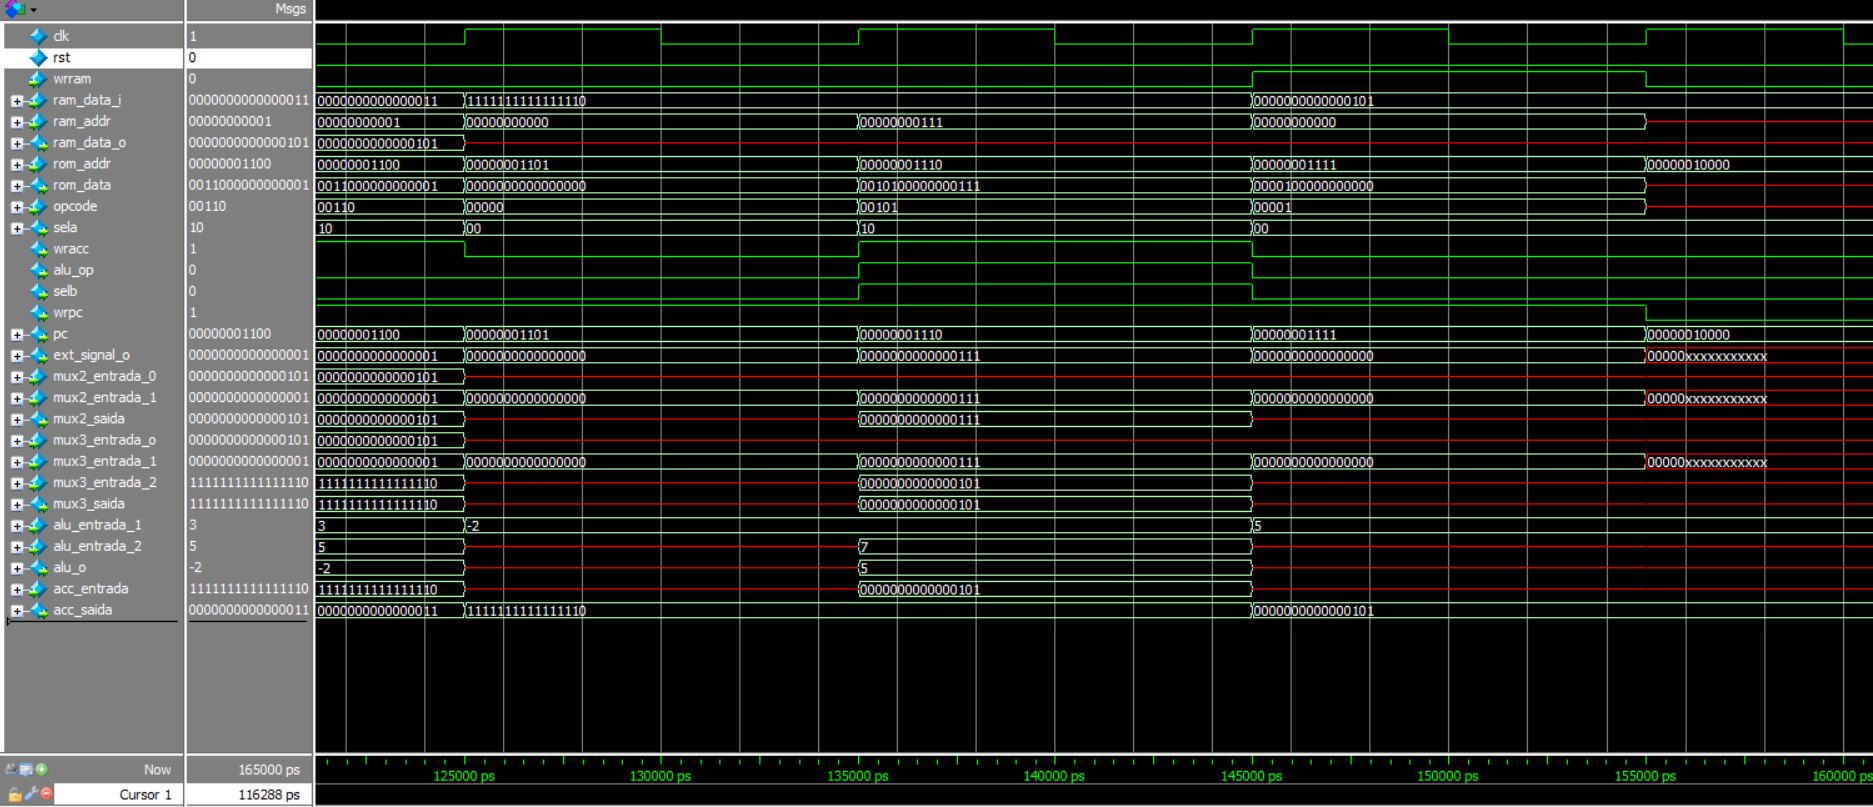 Msgs
clk 1
rst 0
wrram 0
ram_data_i 0000000000000011 0000000000000011 1111111111111110 0000000000000101
ram_addr 00000000001 00000000001 00000000000 00000000111 00000000000
ram_data_o 0000000000000101 0000000000000101
rom_addr 00000001100 00000001100 00000001101 00000001110 00000001111 00000010000
rom_data 0011000000000001 0011000000000001 0000000000000000 0010100000000111 0000100000000000
opcode 00110 00110 00000 00101 00001
sela 10 10 00 10 00
wracc 1
alu_op 0
selb 0
wrpc 1
pc 00000001100 00000001100 00000001101 00000001110 00000001111 00000010000
ext_signal_o 0000000000000001 0000000000000001 0000000000000000 0000000000000111 0000000000000000 00000xxxxxxxxxxx
mux2_entrada_0 0000000000000101 0000000000000101
mux2_entrada_1 0000000000000001 0000000000000001 0000000000000000 0000000000000111 0000000000000000 00000xxxxxxxxxxx
mux2_saida 0000000000000101 0000000000000101 0000000000000111
mux3_entrada_o 0000000000000101 0000000000000101
mux3_entrada_1 0000000000000001 0000000000000001 0000000000000000 0000000000000111 0000000000000000 00000xxxxxxxxxxx
mux3_entrada_2 1111111111111110 1111111111111110 0000000000000101
mux3_saida 1111111111111110 1111111111111110 0000000000000101
alu_entrada_1 3 3 -2 5
alu_entrada_2 5 5 7
alu_o -2 -2 5
acc_entrada 1111111111111110 1111111111111110 0000000000000101
acc_saida 0000000000000011 0000000000000011 1111111111111110 0000000000000101
Now 165000 ps 125000 ps 130000 ps 135000 ps 140000 ps 145000 ps 150000 ps 155000 ps 160000 ps
Cursor 1 116288 ps